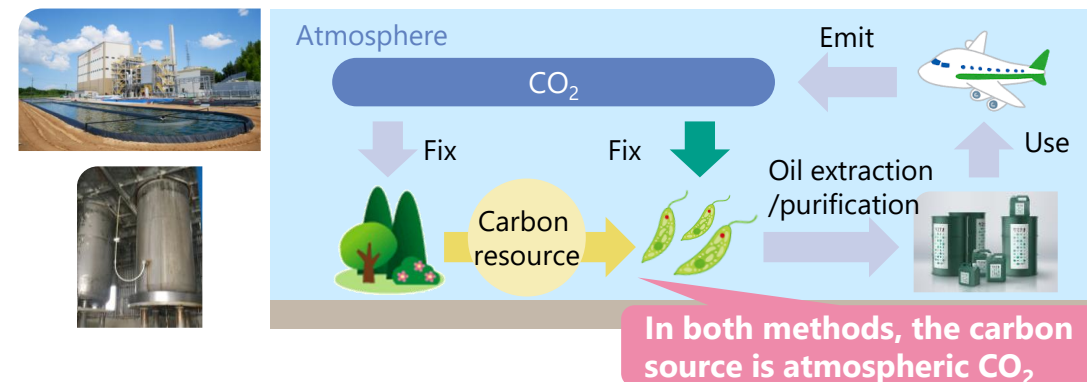 Atmosphere
Emit
CO₂
Fix
Fix
Use
Oil extraction
/purification
Carbon
resource
In both methods, the carbon
source is atmospheric CO₂